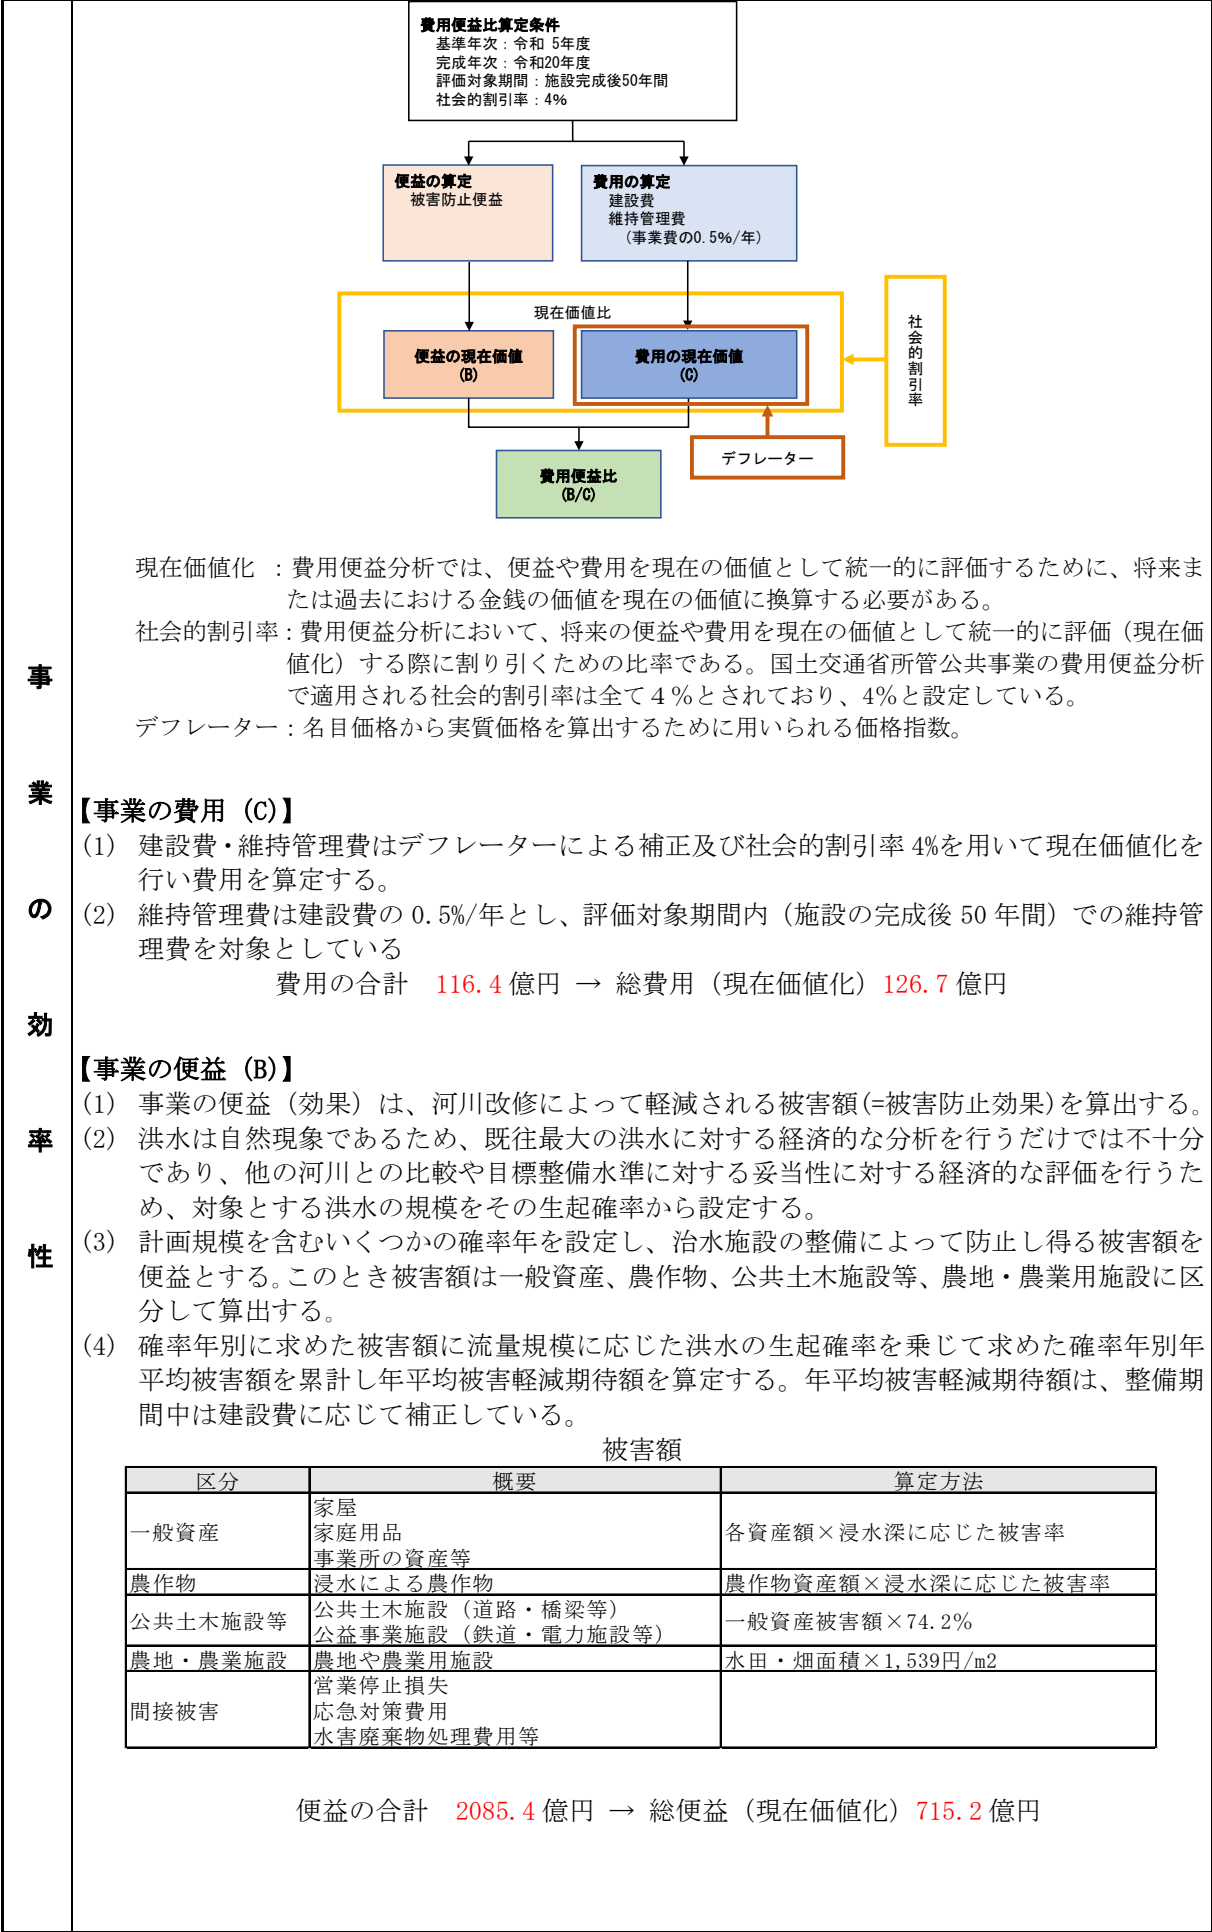 費用便益比算定条件
基準年次：令和 5年度
完成年次：令和20年度
評価対象期間：施設完成後50年間
社会的割引率：4%
便益の算定
被害防止便益
費用の算定
建設費
維持管理費
（事業費の0.5%/年）
現在価値比
便益の現在価値
(B)
費用の現在価値
(C)
社会的割引率
デフレーター
費用便益比
(B/C)
現在価値化 ：費用便益分析では、便益や費用を現在の価値として統一的に評価するために、将来ま
たは過去における金銭の価値を現在の価値に換算する必要がある。
社会的割引率：費用便益分析において、将来の便益や費用を現在の価値として統一的に評価（現在価
値化）する際に割り引くための比率である。国土交通省所管公共事業の費用便益分析
で適用される社会的割引率は全て４％とされており、4%と設定している。
デフレーター：名目価格から実質価格を算出するために用いられる価格指数。
事業の効率性
【事業の費用 (C)】
(1) 建設費・維持管理費はデフレーターによる補正及び社会的割引率 4%を用いて現在価値化を
行い費用を算定する。
(2) 維持管理費は建設費の 0.5%/年とし、評価対象期間内（施設の完成後 50 年間）での維持管
理費を対象としている
費用の合計 116.4 億円 → 総費用（現在価値化）126.7 億円
【事業の便益 (B)】
(1) 事業の便益（効果）は、河川改修によって軽減される被害額(=被害防止効果)を算出する。
(2) 洪水は自然現象であるため、既往最大の洪水に対する経済的な分析を行うだけでは不十分
であり、他の河川との比較や目標整備水準に対する妥当性に対する経済的な評価を行うた
め、対象とする洪水の規模をその生起確率から設定する。
(3) 計画規模を含むいくつかの確率年を設定し、治水施設の整備によって防止し得る被害額を
便益とする。このとき被害額は一般資産、農作物、公共土木施設等、農地・農業用施設に区
分して算出する。
(4) 確率年別に求めた被害額に流量規模に応じた洪水の生起確率を乗じて求めた確率年別年
平均被害額を累計し年平均被害軽減期待額を算定する。年平均被害軽減期待額は、整備期
間中は建設費に応じて補正している。
被害額
区分 概要 算定方法
家屋
一般資産 家庭用品 各資産額×浸水深に応じた被害率
事業所の資産等
農作物 浸水による農作物 農作物資産額×浸水深に応じた被害率
公共土木施設等 公共土木施設（道路・橋梁等） 一般資産被害額×74.2%
公益事業施設（鉄道・電力施設等）
農地・農業施設 農地や農業用施設 水田・畑面積×1,539円/m2
営業停止損失
間接被害 応急対策費用
水害廃棄物処理費用等
便益の合計 2085.4 億円 → 総便益（現在価値化）715.2 億円